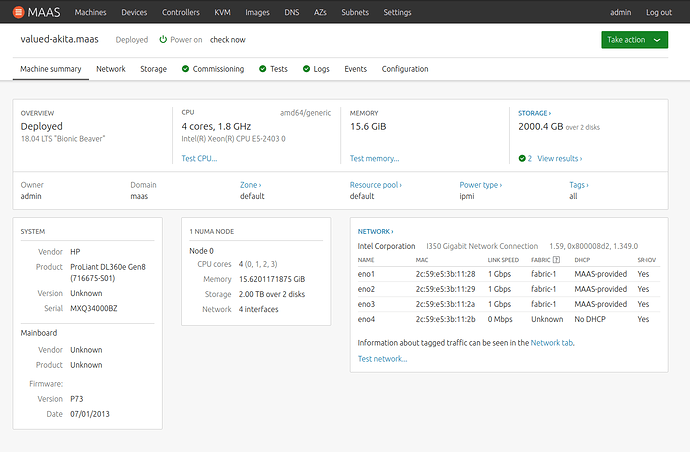 MAAS Machines Devices Controllers KVM Images DNS AZs Subnets Settings admin Log out
valued-akita.maas Deployed Power on check now Take action
Machine summary Network Storage Commissioning Tests Logs Events Configuration
OVERVIEW
Deployed
18.04 LTS "Bionic Beaver"
CPU amd64/generic
4 cores, 1.8 GHz
Intel(R) Xeon(R) CPU E5-2403 0
Test CPU...
MEMORY
15.6 GiB
Test memory...
STORAGE ›
2000.4 GB over 2 disks
2 View results ›
Owner
admin
Domain
maas
Zone ›
default
Resource pool ›
default
Power type ›
ipmi
Tags ›
all
SYSTEM
Vendor HP
Product ProLiant DL360e Gen8
(716675-S01)
Version Unknown
Serial MXQ34000BZ
Mainboard
Vendor Unknown
Product Unknown
Firmware:
Version P73
Date 07/01/2013
1 NUMA NODE
Node 0
CPU cores 4 (0, 1, 2, 3)
Memory 15.6201171875 GiB
Storage 2.00 TB over 2 disks
Network 4 interfaces
NETWORK ›
Intel Corporation I350 Gigabit Network Connection 1.59, 0x800008d2, 1.349.0
NAME MAC LINK SPEED FABRIC ? DHCP SR-IOV
eno1 2c:59:e5:3b:11:28 1 Gbps fabric-1 MAAS-provided Yes
eno2 2c:59:e5:3b:11:29 1 Gbps fabric-1 MAAS-provided Yes
eno3 2c:59:e5:3b:11:2a 1 Gbps fabric-1 MAAS-provided Yes
eno4 2c:59:e5:3b:11:2b 0 Mbps Unknown No DHCP Yes
Information about tagged traffic can be seen in the Network tab.
Test network...